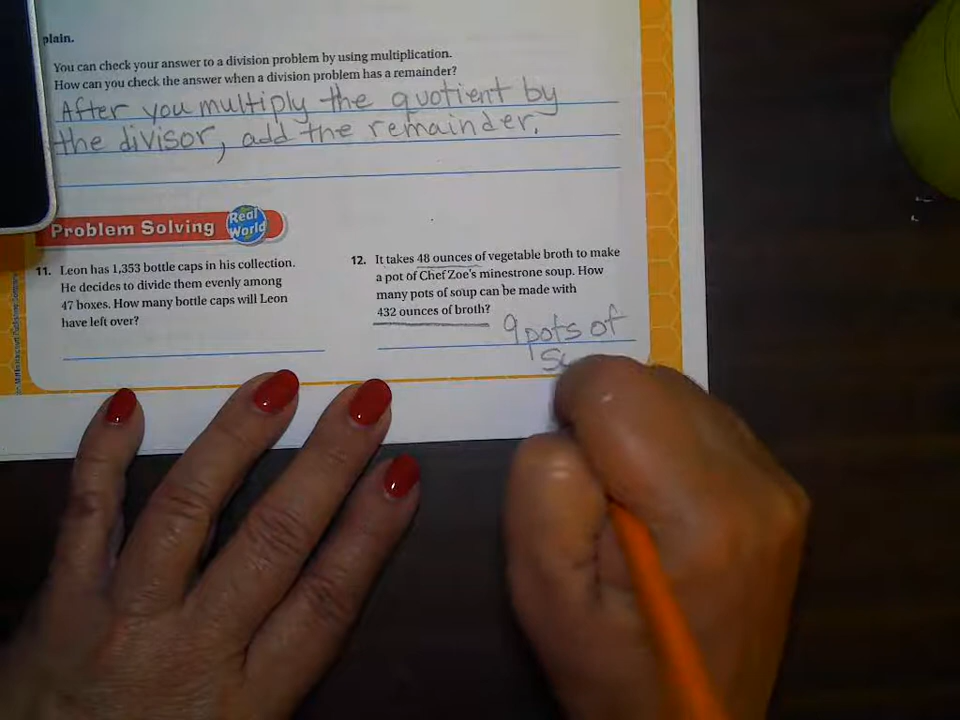 plain.
You can check your answer to a division problem by using multiplication.
How can you check the answer when a division problem has a remainder?
After you multiply the quotient by
the divisor, add the remainder.
Problem Solving Real World
11. Leon has 1,353 bottle caps in his collection.
He decides to divide them evenly among
47 boxes. How many bottle caps will Leon
have left over?
12. It takes 48 ounces of vegetable broth to make
a pot of Chef Zoe's minestrone soup. How
many pots of soup can be made with
432 ounces of broth?
9 pots of